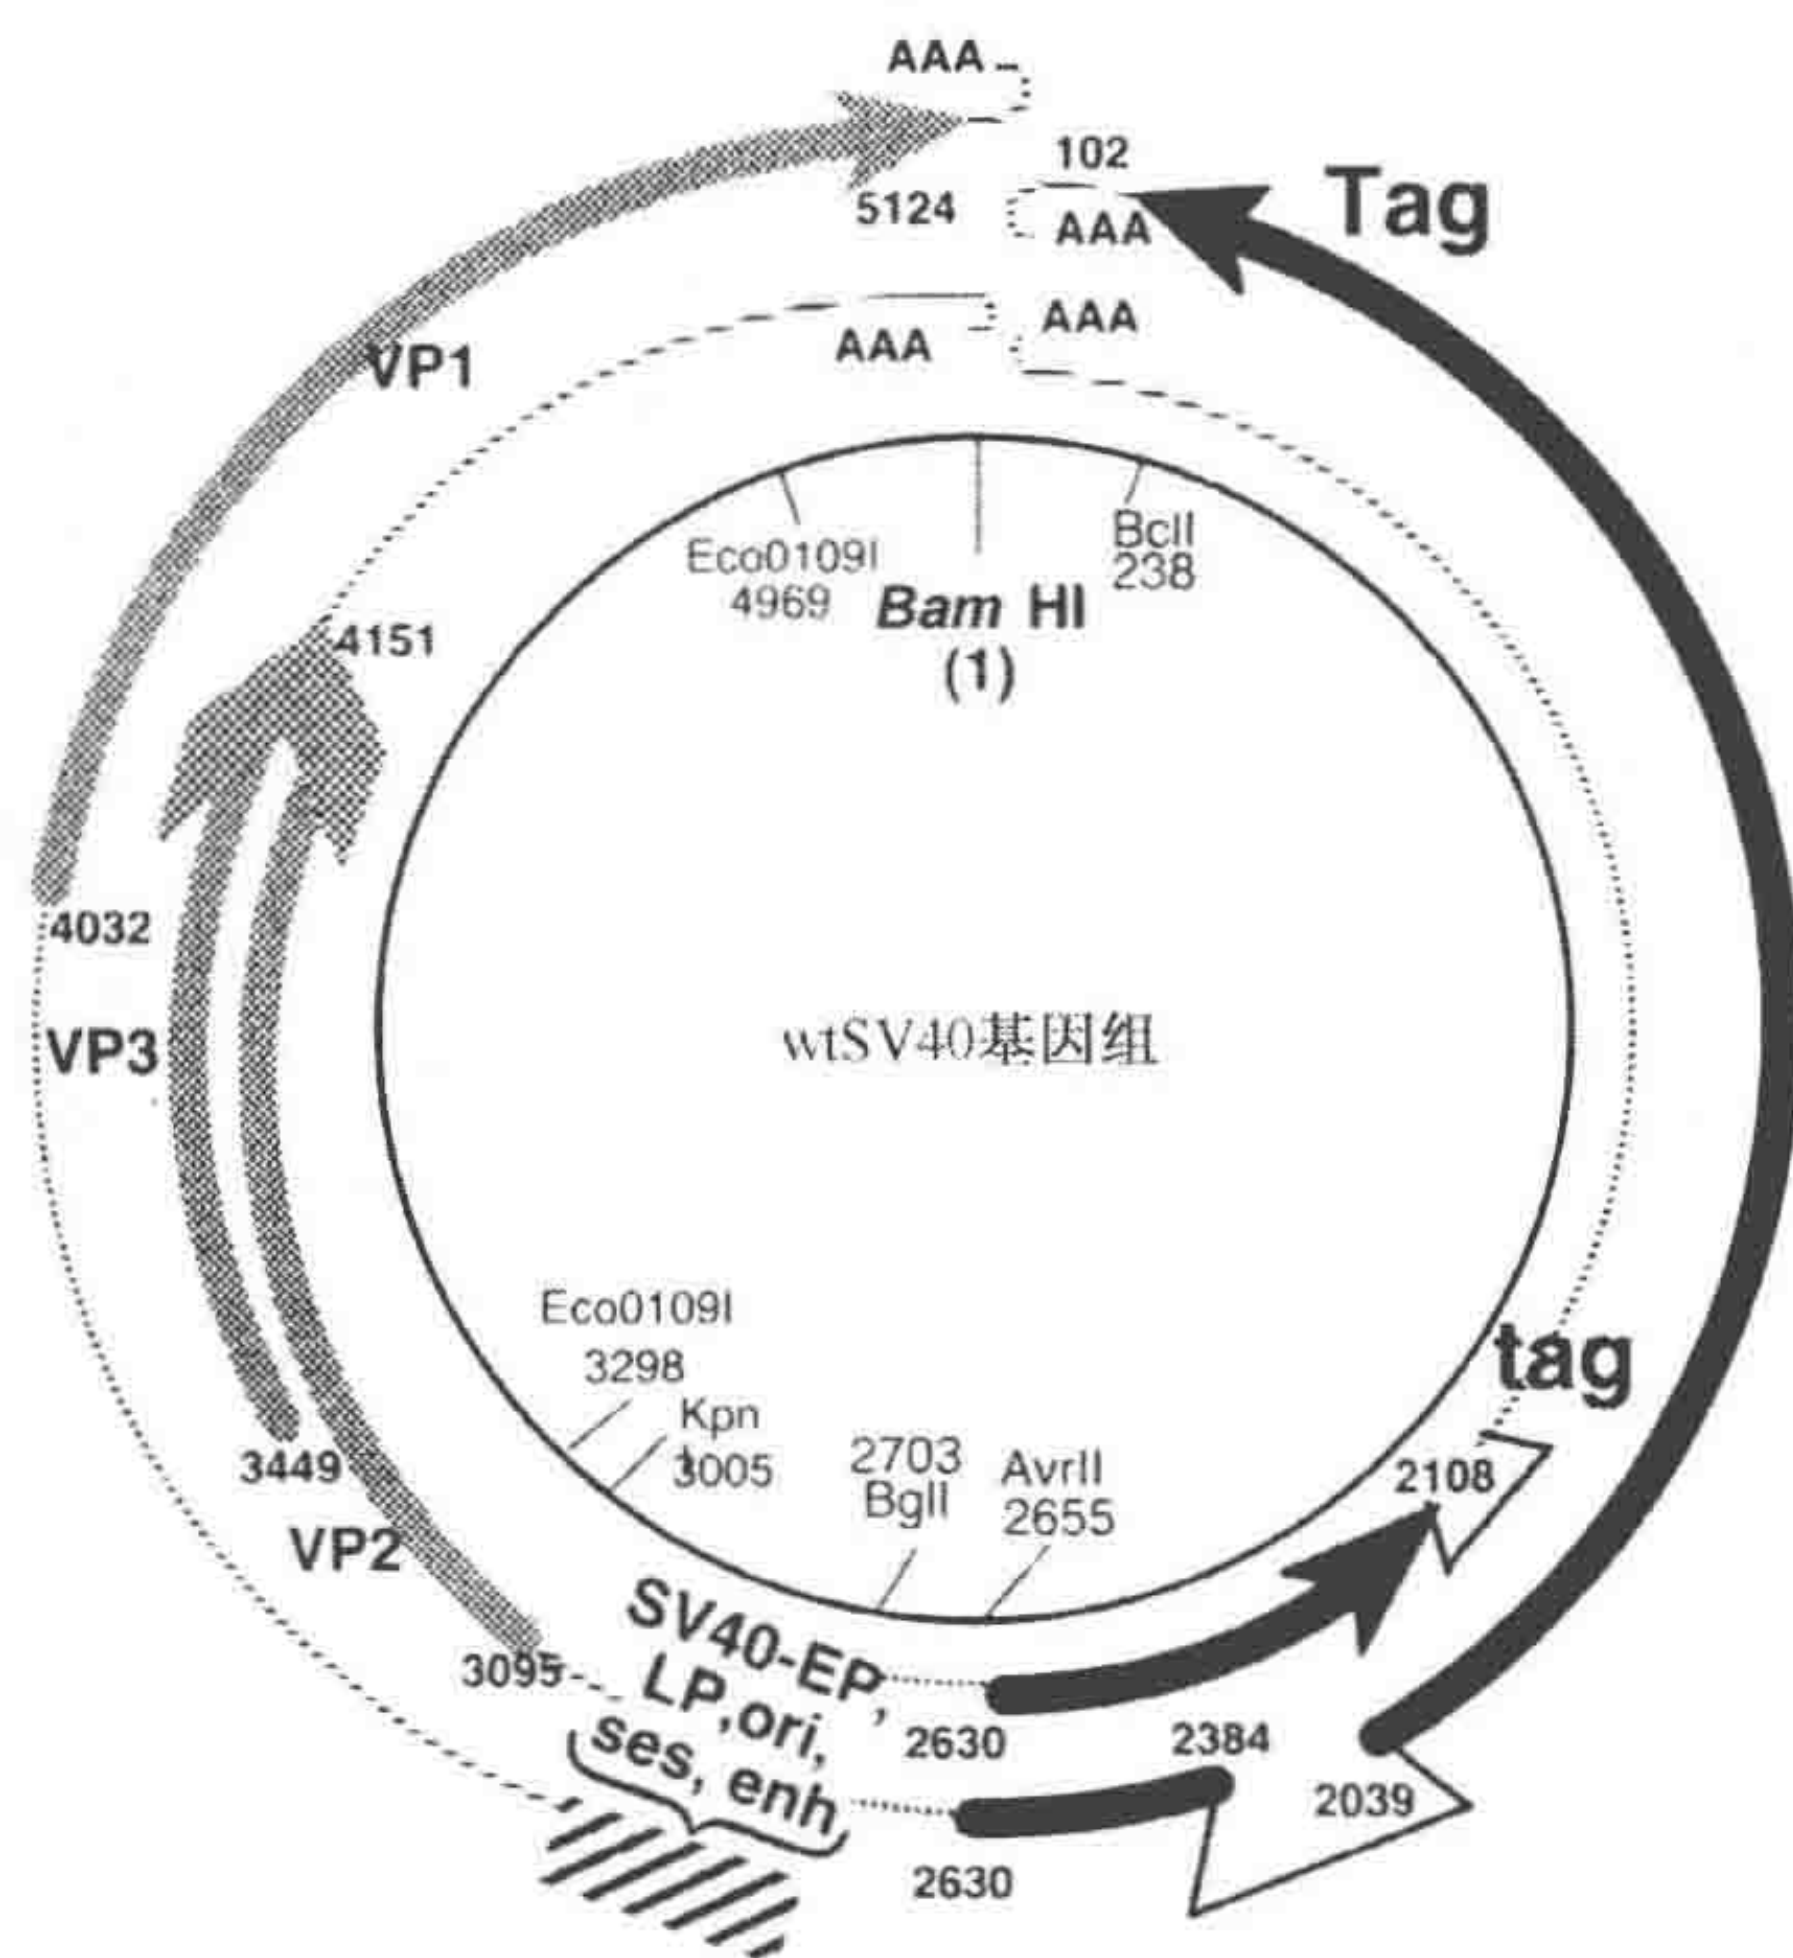 AAA
102
Tag
5124
AAA
AAA
AAA
VP1
Eco0109I
4969
BamHI
(1)
BclI
238
4151
4032
VP3
wtSV40基因组
Eco0109I
3298
Kpn
I
3005
2703
BglI
AvrII
2655
tag
2108
3449
VP2
3095
SV40-EP,
LP,ori,
ses, enh
2630
2384
2039
2630